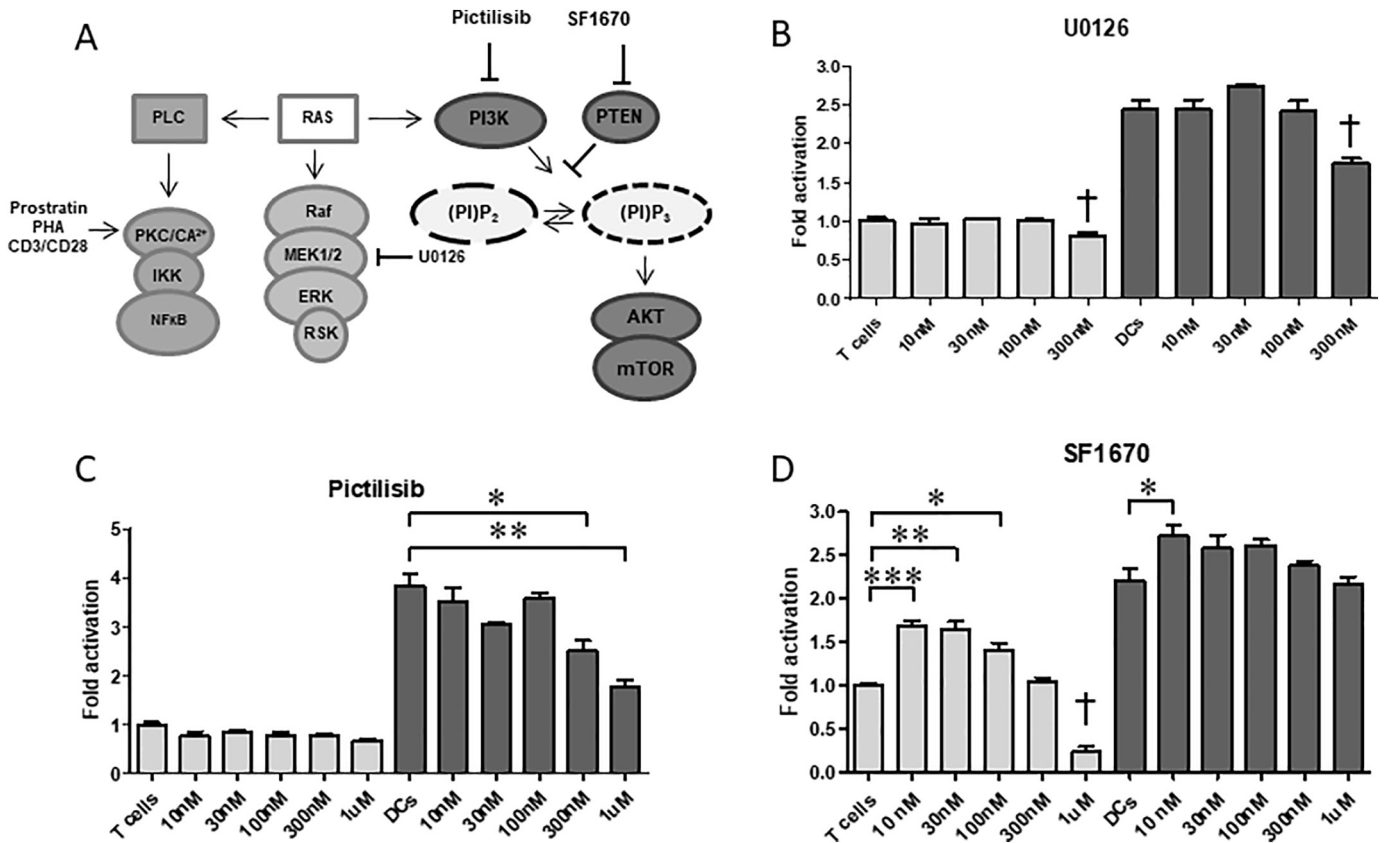 A
Pictilisib
SF1670
PLC
RAS
PI3K
PTEN
Prostratin
PHA
CD3/CD28
PKC/CA²⁺
IKK
NFκB
Raf
MEK1/2
ERK
RSK
U0126
(PI)P₂
(PI)P₃
AKT
mTOR
B
U0126
Fold activation
3.0
2.5
2.0
1.5
1.0
0.5
0.0
†
†
T cells
10nM
30nM
100nM
300nM
DCs
10nM
30nM
100nM
300nM
C
Pictilisib
Fold activation
5
4
3
2
1
0
*
**
T cells
10nM
30nM
100nM
300nM
1uM
DCs
10nM
30nM
100nM
300nM
1uM
D
SF1670
Fold activation
3.0
2.5
2.0
1.5
1.0
0.5
0.0
*
**
***
†
*
T cells
10 nM
30nM
100nM
300nM
1uM
DCs
10 nM
30nM
100nM
300nM
1uM